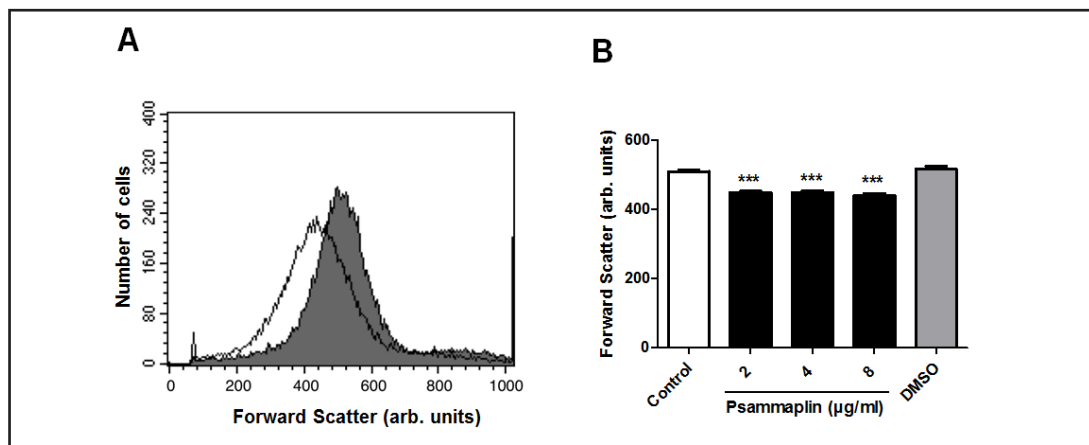 A
400
320
240
160
80
0
Number of cells
0 200 400 600 800 1000
Forward Scatter (arb. units)
B
600
400
200
0
Forward Scatter (arb. units)
*** *** ***
Control 2 4 8 DMSO
Psammaplin (µg/ml)